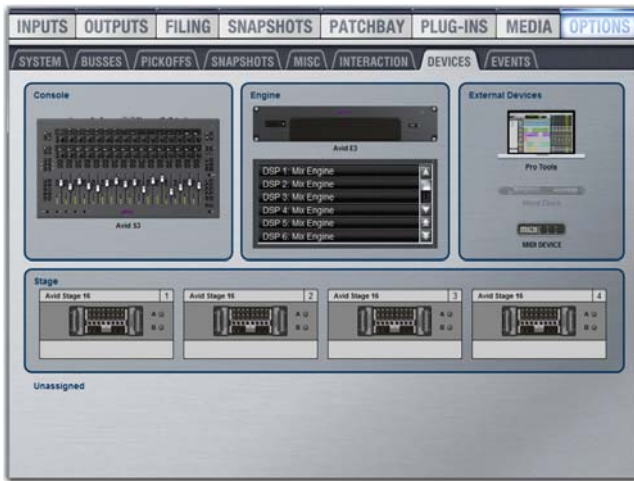 INPUTS OUTPUTS FILING SNAPSHOTS PATCHBAY PLUG-INS MEDIA OPTIONS
SYSTEM BUSSES PICKOFFS SNAPSHOTS MISC INTERACTION DEVICES EVENTS
Console
Avid S3
Engine
Avid E3
DSP 1: Mix Engine
DSP 2: Mix Engine
DSP 3: Mix Engine
DSP 4: Mix Engine
DSP 5: Mix Engine
DSP 6: Mix Engine
External Devices
Pro Tools
Word Clock
MIDI
MIDI DEVICE
Stage
Avid Stage 16 1
A
B
Avid Stage 16 2
A
B
Avid Stage 16 3
A
B
Avid Stage 16 4
A
B
Unassigned